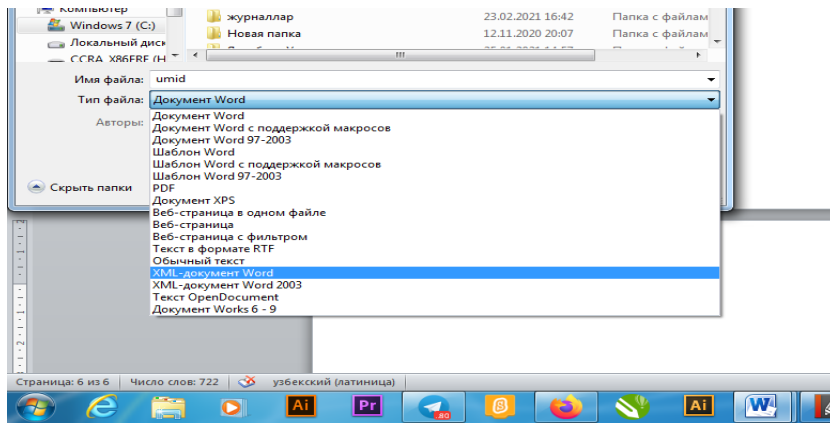 Компьютер
Windows 7 (C:)
Локальный диск
CCRA_X86FRE (H
журналлар 23.02.2021 16:42 Папка с файлам
Новая папка 12.11.2020 20:07 Папка с файлам
Имя файла: umid
Тип файла: Документ Word
Авторы:
Документ Word
Документ Word с поддержкой макросов
Документ Word 97-2003
Шаблон Word
Шаблон Word с поддержкой макросов
Шаблон Word 97-2003
PDF
Документ XPS
Веб-страница в одном файле
Веб-страница
Веб-страница с фильтром
Текст в формате RTF
Обычный текст
XML-документ Word
XML-документ Word 2003
Текст OpenDocument
Документ Works 6 - 9
Скрыть папки
Страница: 6 из 6 Число слов: 722 узбекский (латиница)
Ai Pr 80 Ai W